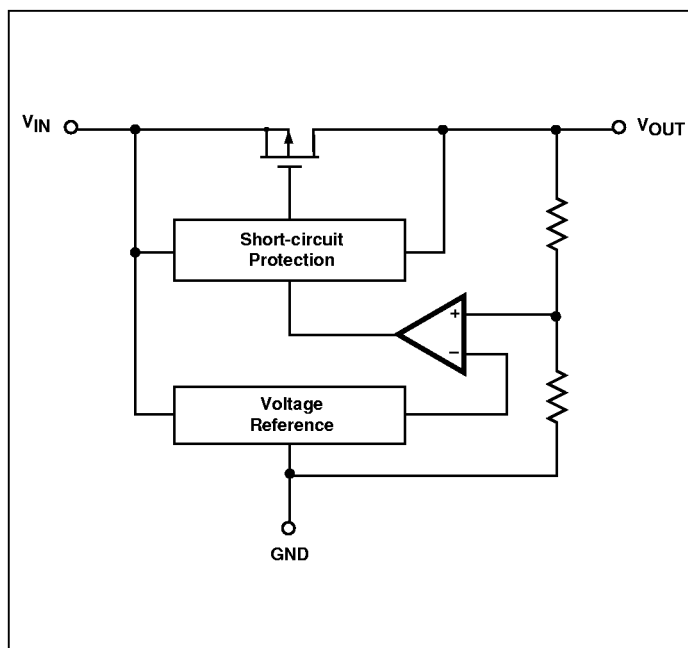 VIN
VOUT
Short-circuit
Protection
+
–
Voltage
Reference
GND